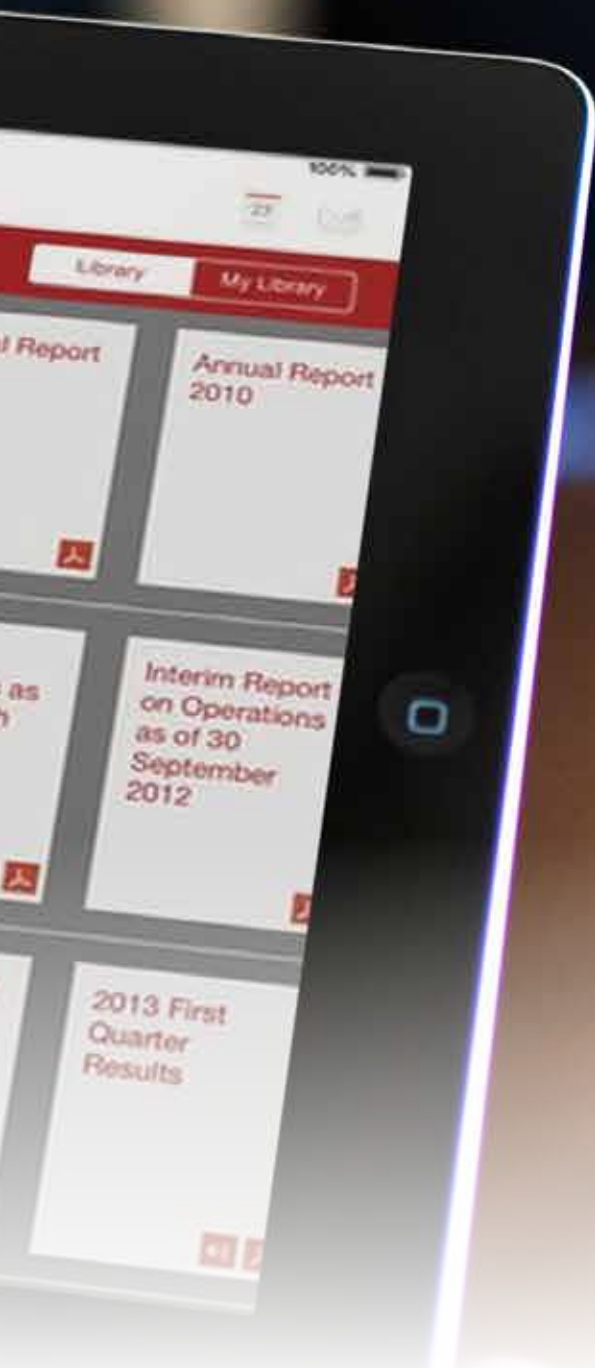 100%
23
Library
My Library
l Report
Annual Report
2010
as
Interim Report
on Operations
as of 30
September
2012
2013 First
Quarter
Results